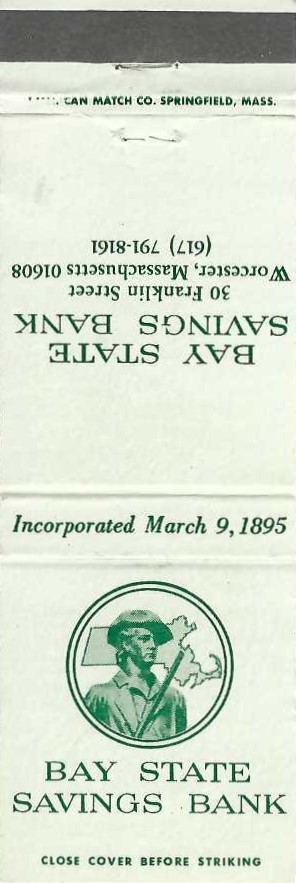 CAN MATCH CO. SPRINGFIELD, MASS.
BAY STATE
SAVINGS BANK
30 Franklin Street
Worcester, Massachusetts 01608
(617) 791-8161
Incorporated March 9, 1895
BAY STATE
SAVINGS BANK
CLOSE COVER BEFORE STRIKING